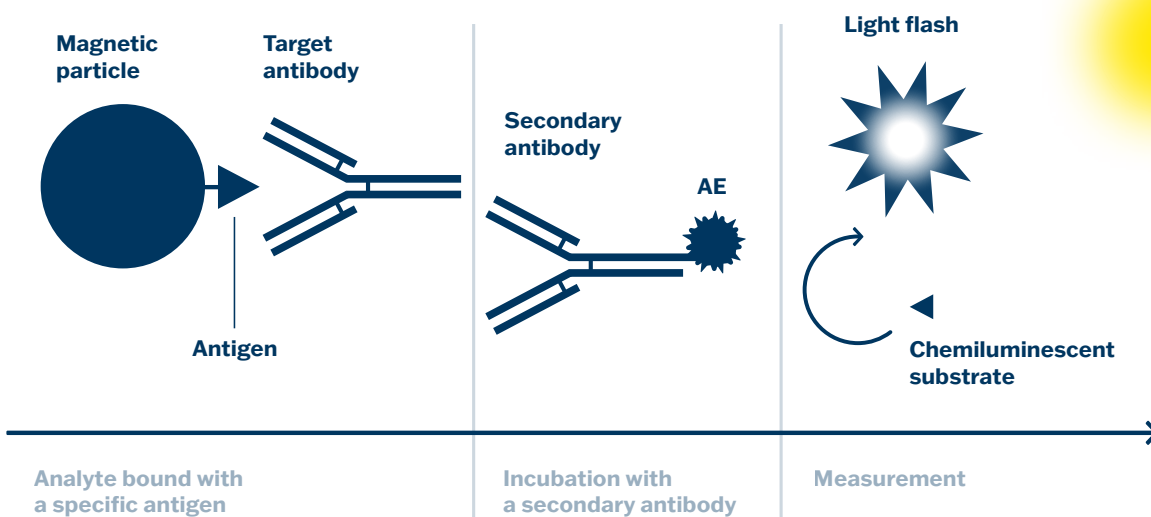 Magnetic
particle
Target
antibody
Antigen
Secondary
antibody
AE
Light flash
Chemiluminescent
substrate
Analyte bound with
a specific antigen
Incubation with
a secondary antibody
Measurement